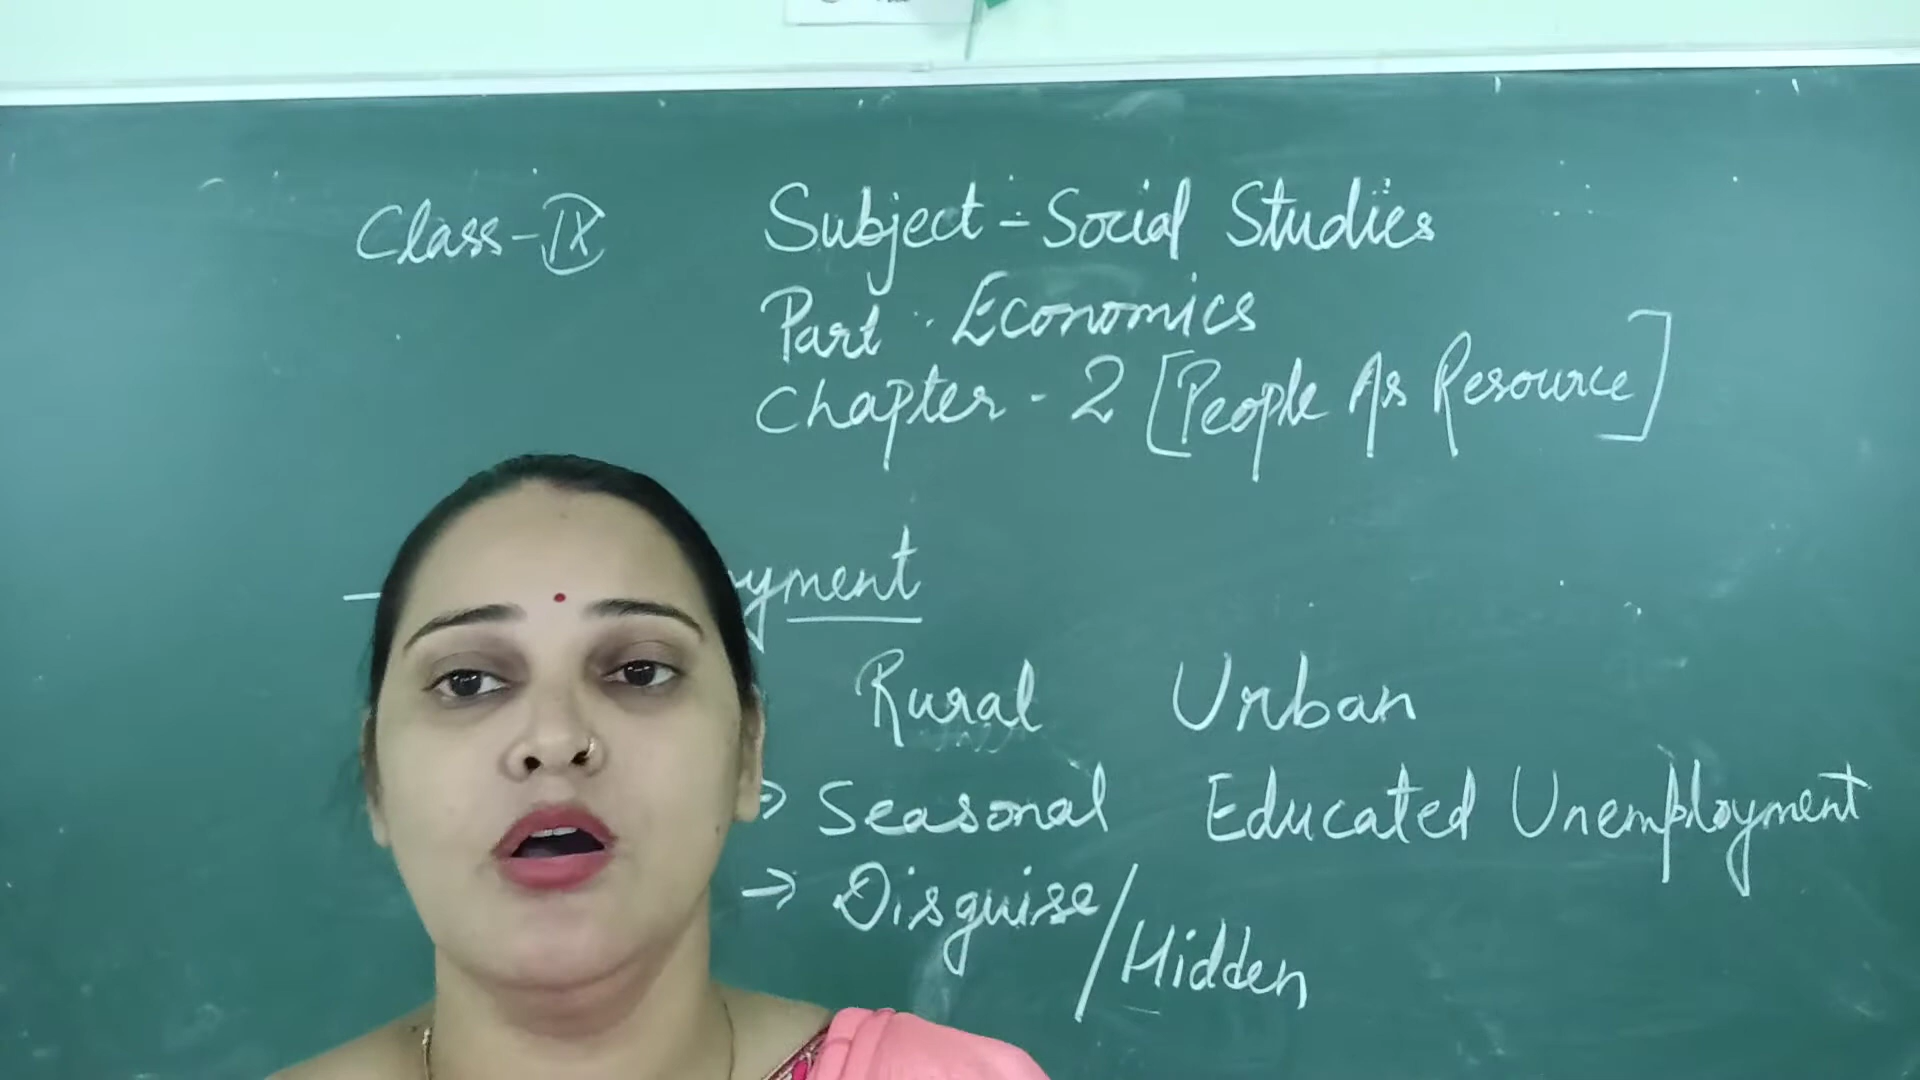 Class-IX
Subject - Social Studies
Part - Economics
Chapter - 2 [People As Resource]
yment
Rural Urban
→ Seasonal Educated Unemployment
→ Disguise/Hidden